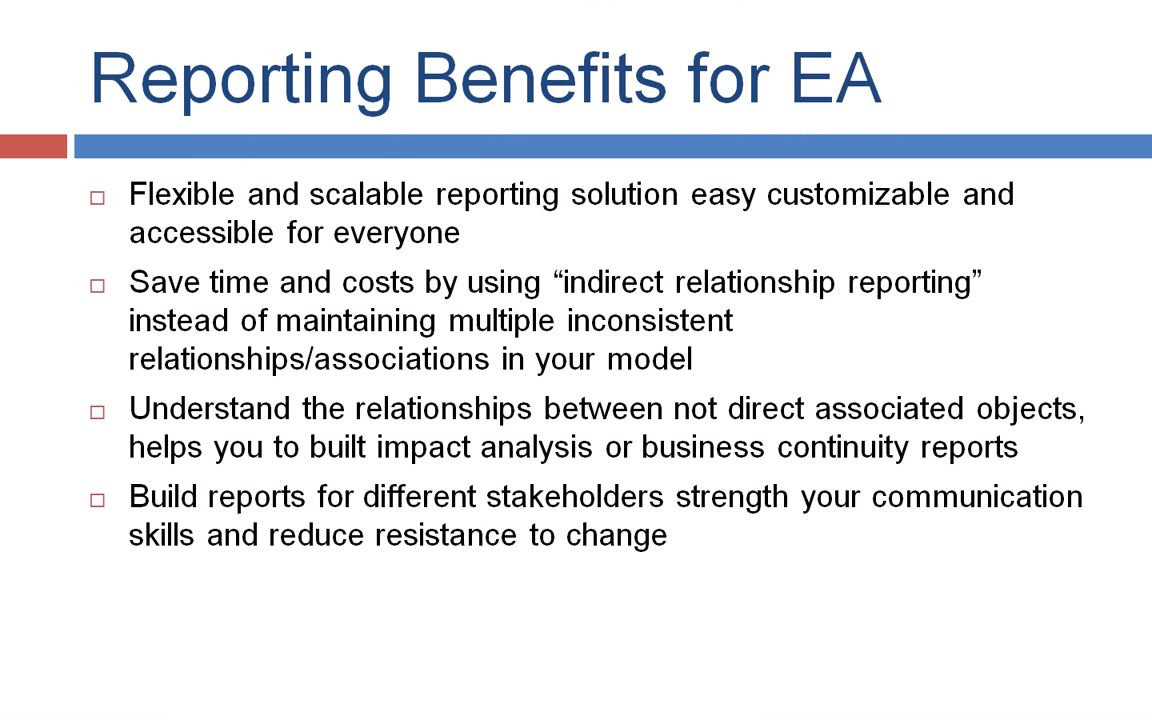 Reporting Benefits for EA
Flexible and scalable reporting solution easy customizable and
accessible for everyone
Save time and costs by using “indirect relationship reporting”
instead of maintaining multiple inconsistent
relationships/associations in your model
Understand the relationships between not direct associated objects,
helps you to built impact analysis or business continuity reports
Build reports for different stakeholders strength your communication
skills and reduce resistance to change